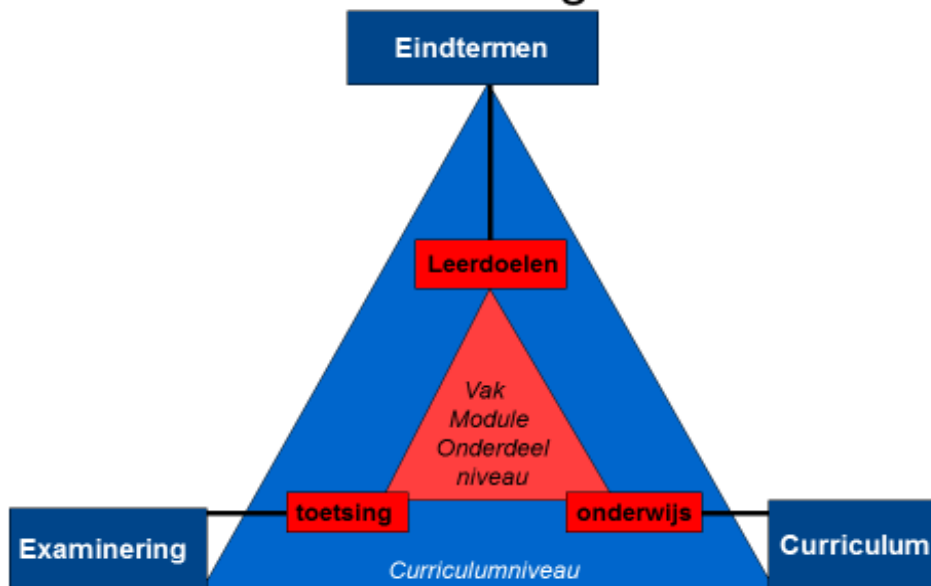 Eindtermen
Leerdoelen
Vak
Module
Onderdeel
niveau
toetsing
onderwijs
Examinering
Curriculum
Curriculumniveau